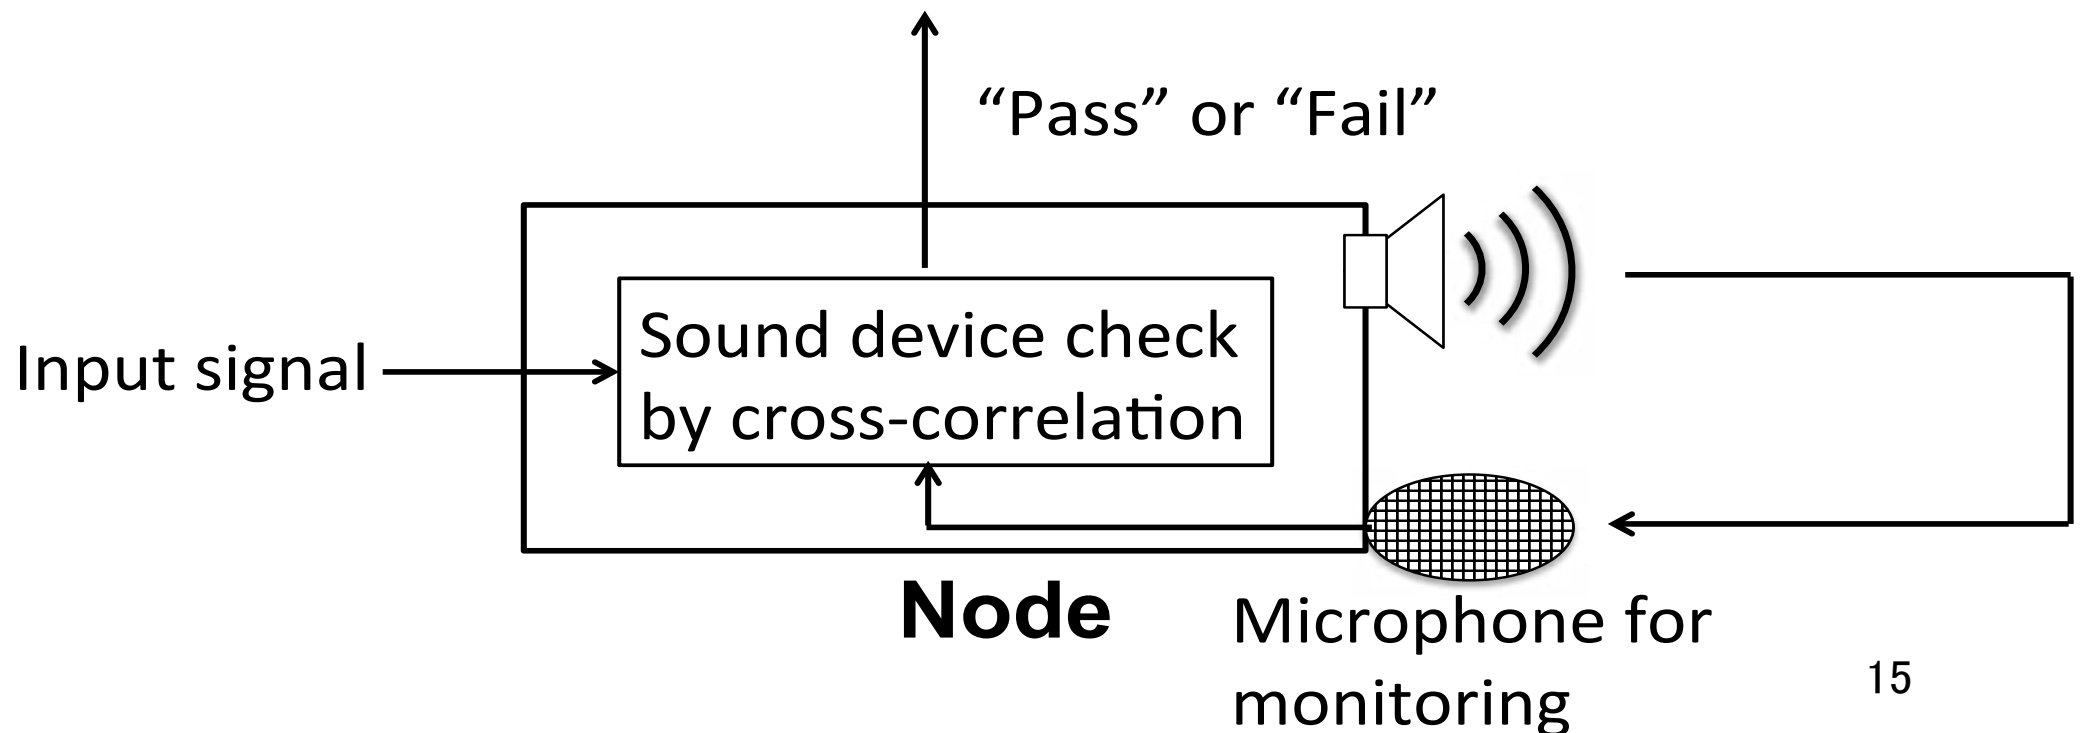 “Pass” or “Fail”
Sound device check
by cross-correlation
Input signal
Node
Microphone for
monitoring
15